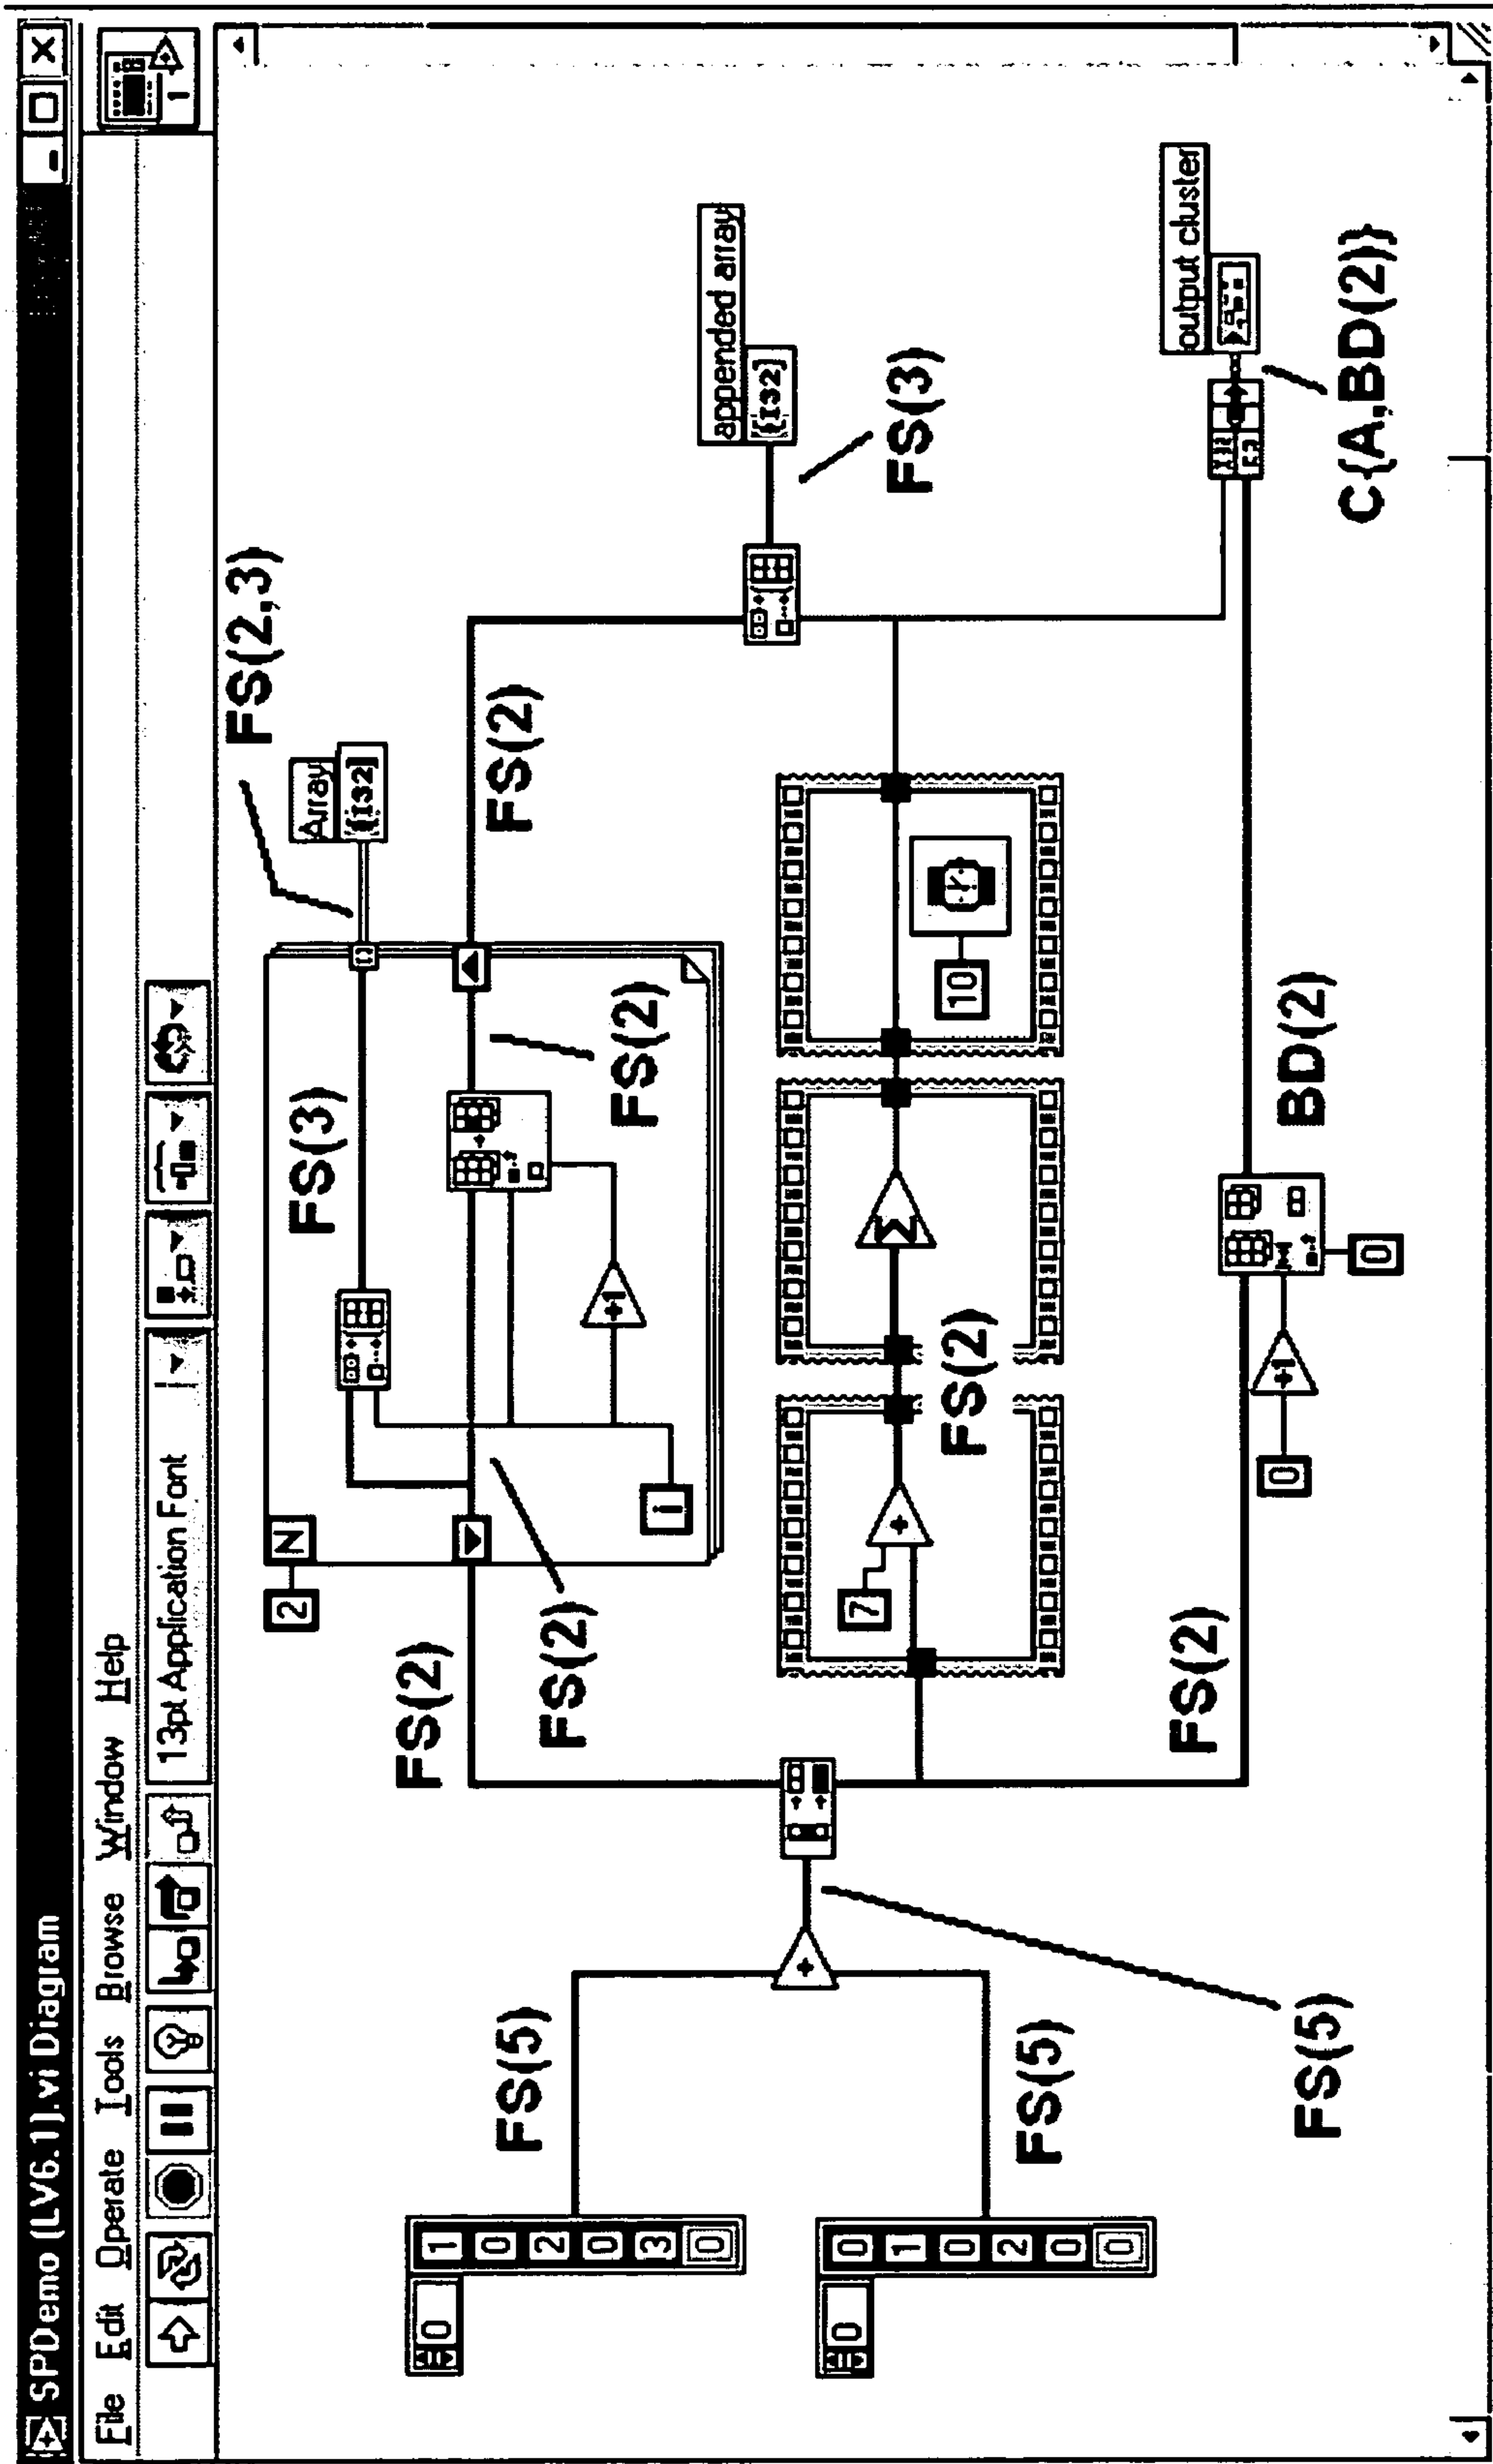 SPDemo (LV6.1).vi Diagram
File Edit Operate Tools Browse Window Help
13pt Application Font
1
2
N
FS(3)
Array
[I32]
FS(2,3)
FS(2)
FS(2)
FS(2)
FS(2)
+1
i
appended array
[I32]
FS(3)
0
1
0
2
0
3
0
FS(5)
+
FS(5)
FS(5)
0
0
1
0
2
0
0
7
+
FS(2)
Σ
10
FS(2)
0
+1
0
BD(2)
output cluster
C{A,BD(2)}